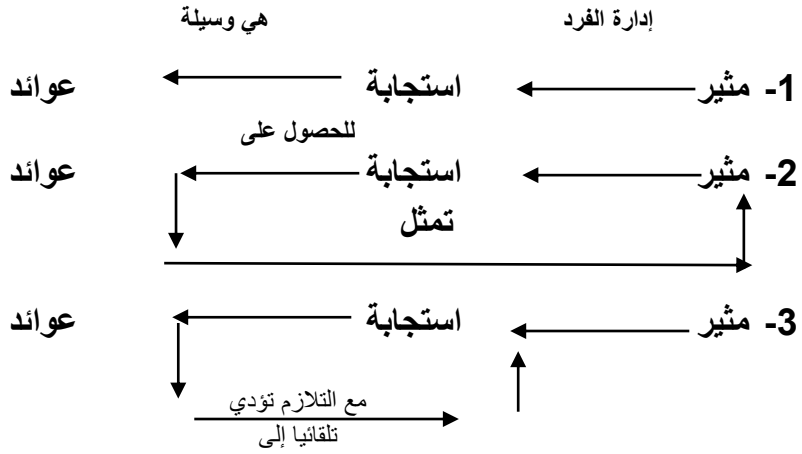 إدارة الفرد هي وسيلة
1- مثير استجابة عوائد
للحصول على
2- مثير استجابة عوائد
تمثل
3- مثير استجابة عوائد
مع التلازم تؤدي
تلقائيا إلى